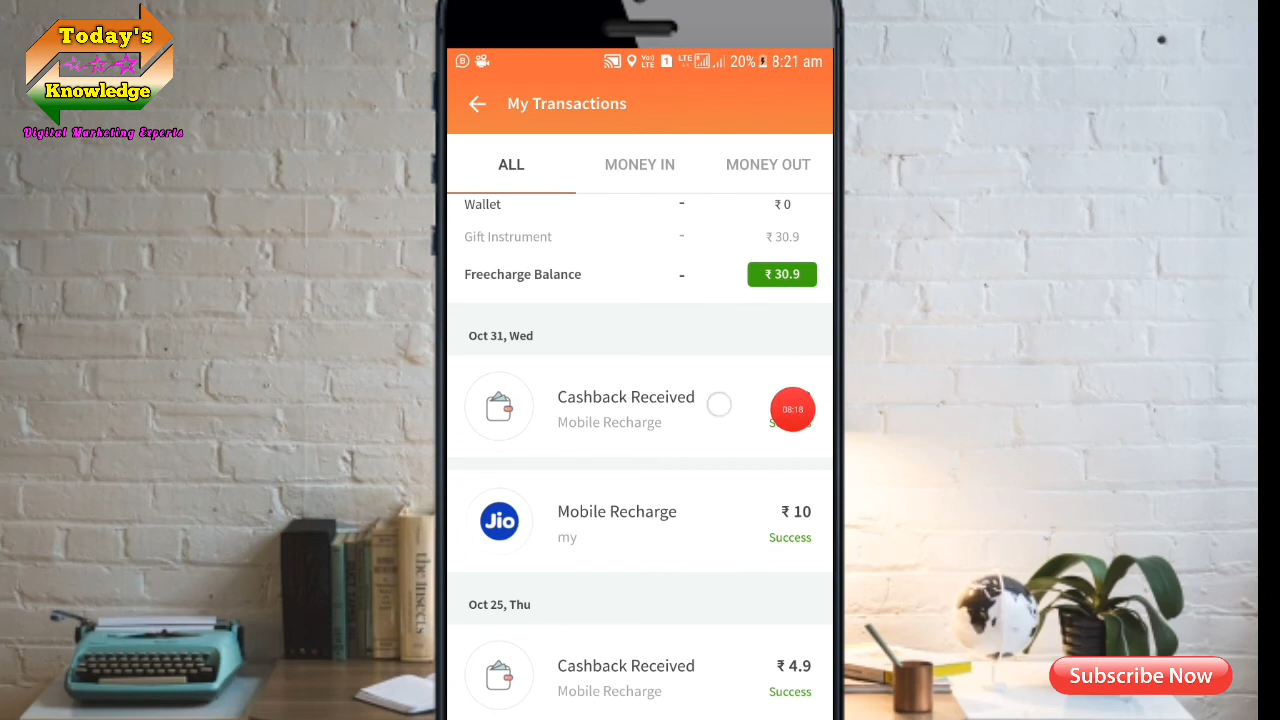 Today's
Knowledge
Digital Marketing Experts
20% 8:21 am
My Transactions
ALL MONEY IN MONEY OUT
Wallet - ₹ 0
Gift Instrument - ₹ 30.9
Freecharge Balance - ₹ 30.9
Oct 31, Wed
Cashback Received
Mobile Recharge
08:18
Jio
Mobile Recharge ₹ 10
my Success
Oct 25, Thu
Cashback Received ₹ 4.9
Mobile Recharge Success
the insects
Subscribe Now